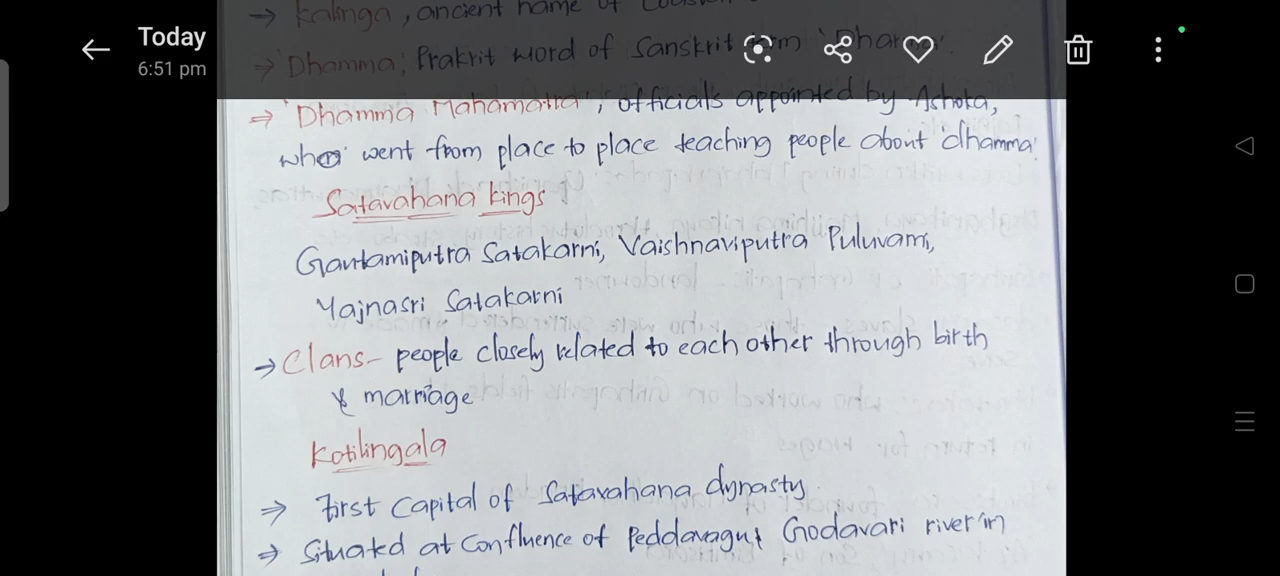 Today
6:51 pm
→ Kalinga, ancient name of
⇒ 'Dhamma', Prakrit word of Sanskrit term 'Dharma'.
⇒ 'Dhamma Mahamatta', officials appointed by Ashoka,
who went from place to place teaching people about 'dhamma'
Satavahana kings
Gautamiputra Satakarni, Vaishnaviputra Puluvami,
Yajnasri Satakarni
→ Clans - people closely related to each other through birth
& marriage
Kotilingala
⇒ First Capital of Satavahana dynasty
⇒ Situated at Confluence of Peddavagu & Godavari river in